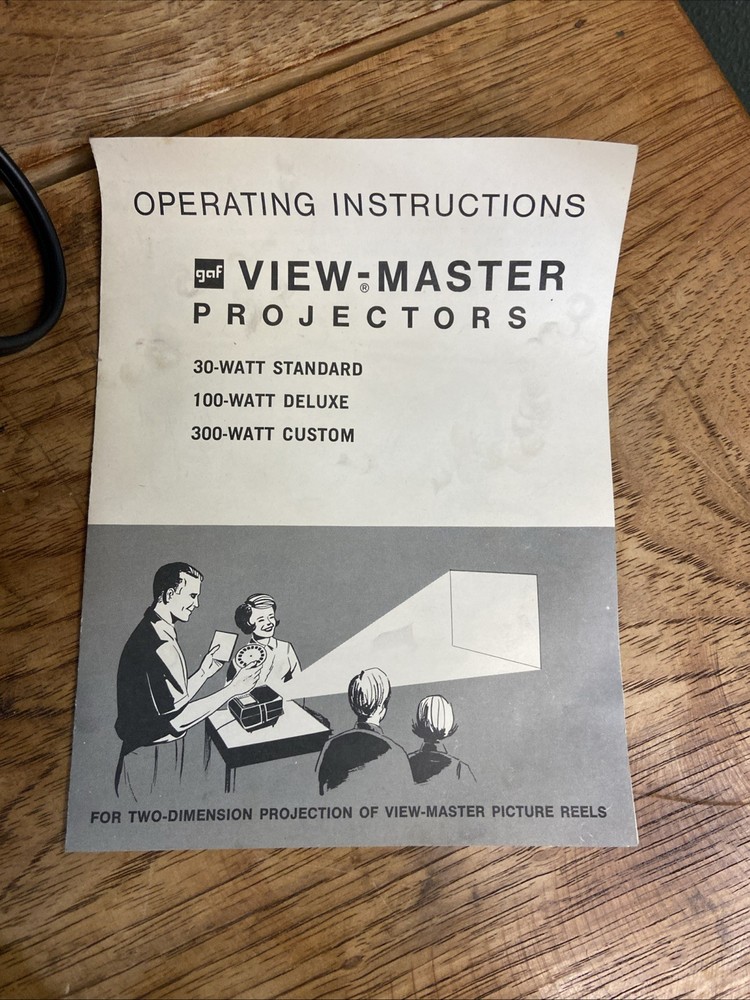 OPERATING INSTRUCTIONS
gaf VIEW-MASTER®
PROJECTORS
30-WATT STANDARD
100-WATT DELUXE
300-WATT CUSTOM
FOR TWO-DIMENSION PROJECTION OF VIEW-MASTER PICTURE REELS